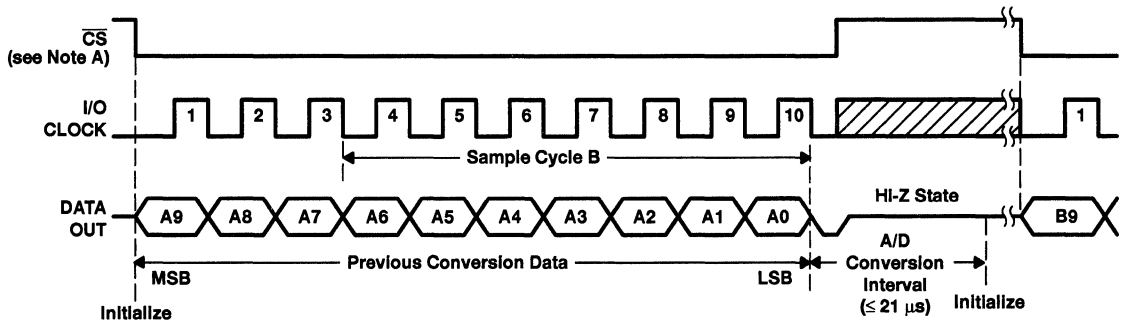 CS
(see Note A)
I/O
CLOCK
1 2 3 4 5 6 7 8 9 10 1
Sample Cycle B
DATA
OUT
A9 A8 A7 A6 A5 A4 A3 A2 A1 A0 B9
Hi-Z State
Previous Conversion Data
MSB
LSB
A/D
Conversion
Interval
(≤ 21 μs)
Initialize
Initialize